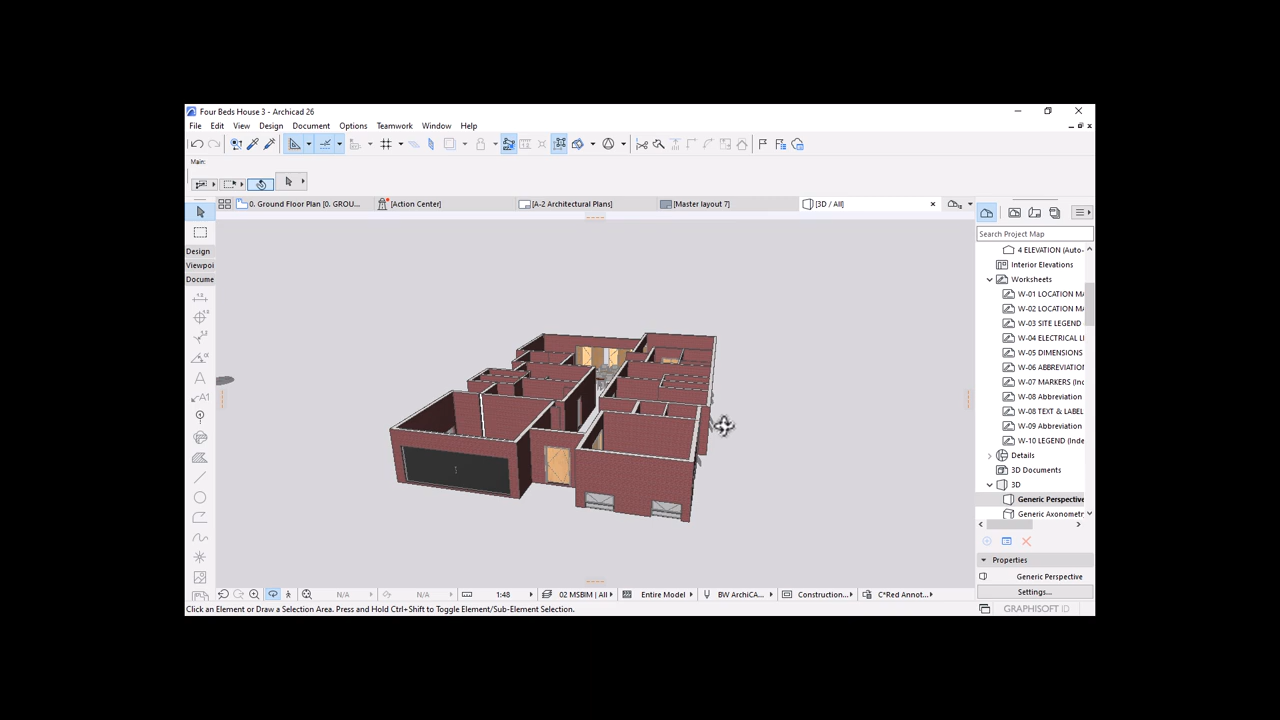 Four Beds House 3 - Archicad 26
File Edit View Design Document Options Teamwork Window Help
Main:
0. Ground Floor Plan [0. GROU...
[Action Center]
[A-2 Architectural Plans]
[Master layout 7]
[3D / All]
Design
Viewpoi
Docume
Search Project Map
4 ELEVATION (Auto-
Interior Elevations
Worksheets
W-01 LOCATION MA
W-02 LOCATION MA
W-03 SITE LEGEND
W-04 ELECTRICAL L
W-05 DIMENSIONS
W-06 ABBREVIATION
W-07 MARKERS (Ind
W-08 Abbreviation
W-08 TEXT & LABEL
W-09 Abbreviation
W-10 LEGEND (Inde
Details
3D Documents
3D
Generic Perspective
Generic Axonometr
Properties
Generic Perspective
Settings...
N/A
N/A
1:48
02 MSBIM | All
Entire Model
BW ArchiCA...
Construction...
C*Red Annot...
Click an Element or Draw a Selection Area. Press and Hold Ctrl+Shift to Toggle Element/Sub-Element Selection.
GRAPHISOFT ID